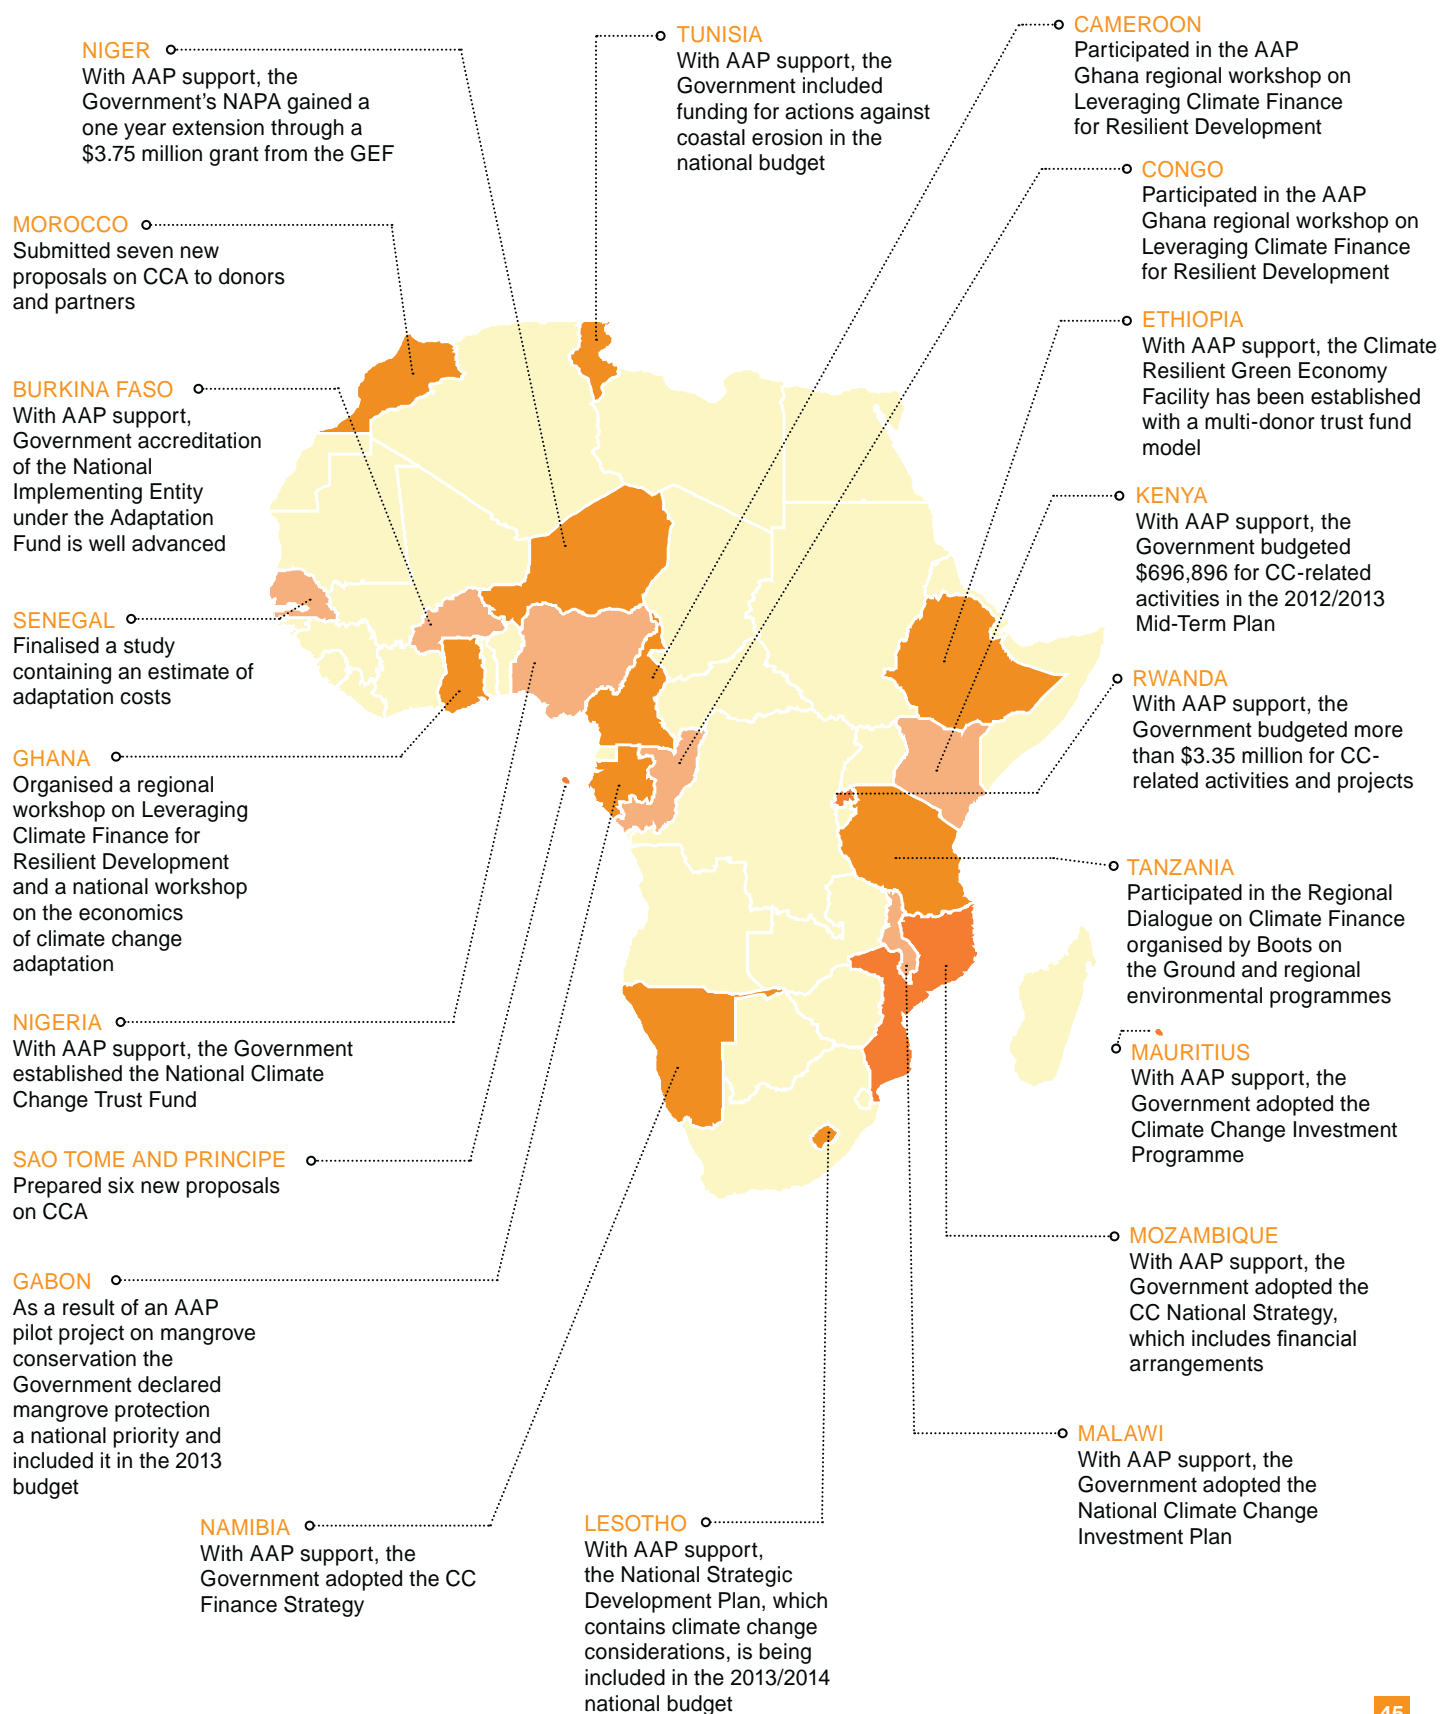 NIGER
With AAP support, the
Government's NAPA gained a
one year extension through a
$3.75 million grant from the GEF
MOROCCO
Submitted seven new
proposals on CCA to donors
and partners
BURKINA FASO
With AAP support,
Government accreditation
of the National
Implementing Entity
under the Adaptation
Fund is well advanced
SENEGAL
Finalised a study
containing an estimate of
adaptation costs
GHANA
Organised a regional
workshop on Leveraging
Climate Finance for
Resilient Development
and a national workshop
on the economics
of climate change
adaptation
NIGERIA
With AAP support, the Government
established the National Climate
Change Trust Fund
SAO TOME AND PRINCIPE
Prepared six new proposals
on CCA
GABON
As a result of an AAP
pilot project on mangrove
conservation the
Government declared
mangrove protection
a national priority and
included it in the 2013
budget
NAMIBIA
With AAP support, the
Government adopted the CC
Finance Strategy
TUNISIA
With AAP support, the
Government included
funding for actions against
coastal erosion in the
national budget
LESOTHO
With AAP support,
the National Strategic
Development Plan, which
contains climate change
considerations, is being
included in the 2013/2014
national budget
CAMEROON
Participated in the AAP
Ghana regional workshop on
Leveraging Climate Finance
for Resilient Development
CONGO
Participated in the AAP
Ghana regional workshop on
Leveraging Climate Finance
for Resilient Development
ETHIOPIA
With AAP support, the Climate
Resilient Green Economy
Facility has been established
with a multi-donor trust fund
model
KENYA
With AAP support, the
Government budgeted
$696,896 for CC-related
activities in the 2012/2013
Mid-Term Plan
RWANDA
With AAP support, the
Government budgeted more
than $3.35 million for CC-
related activities and projects
TANZANIA
Participated in the Regional
Dialogue on Climate Finance
organised by Boots on
the Ground and regional
environmental programmes
MAURITIUS
With AAP support, the
Government adopted the
Climate Change Investment
Programme
MOZAMBIQUE
With AAP support, the
Government adopted the
CC National Strategy,
which includes financial
arrangements
MALAWI
With AAP support, the
Government adopted the
National Climate Change
Investment Plan
45